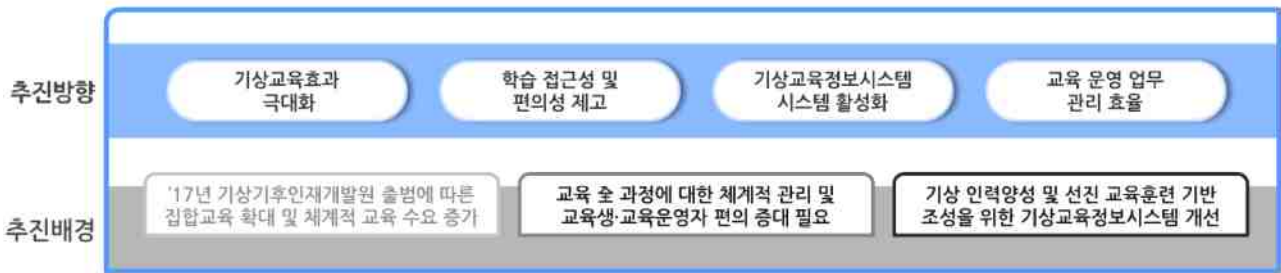 추진방향
기상교육효과
극대화
학습 접근성 및
편의성 제고
기상교육정보시스템
시스템 활성화
교육 운영 업무
관리 효율
추진배경
'17년 기상기후인재개발원 출범에 따른
집합교육 확대 및 체계적 교육 수요 증가
교육 全 과정에 대한 체계적 관리 및
교육생·교육운영자 편의 증대 필요
기상 인력양성 및 선진 교육훈련 기반
조성을 위한 기상교육정보시스템 개선